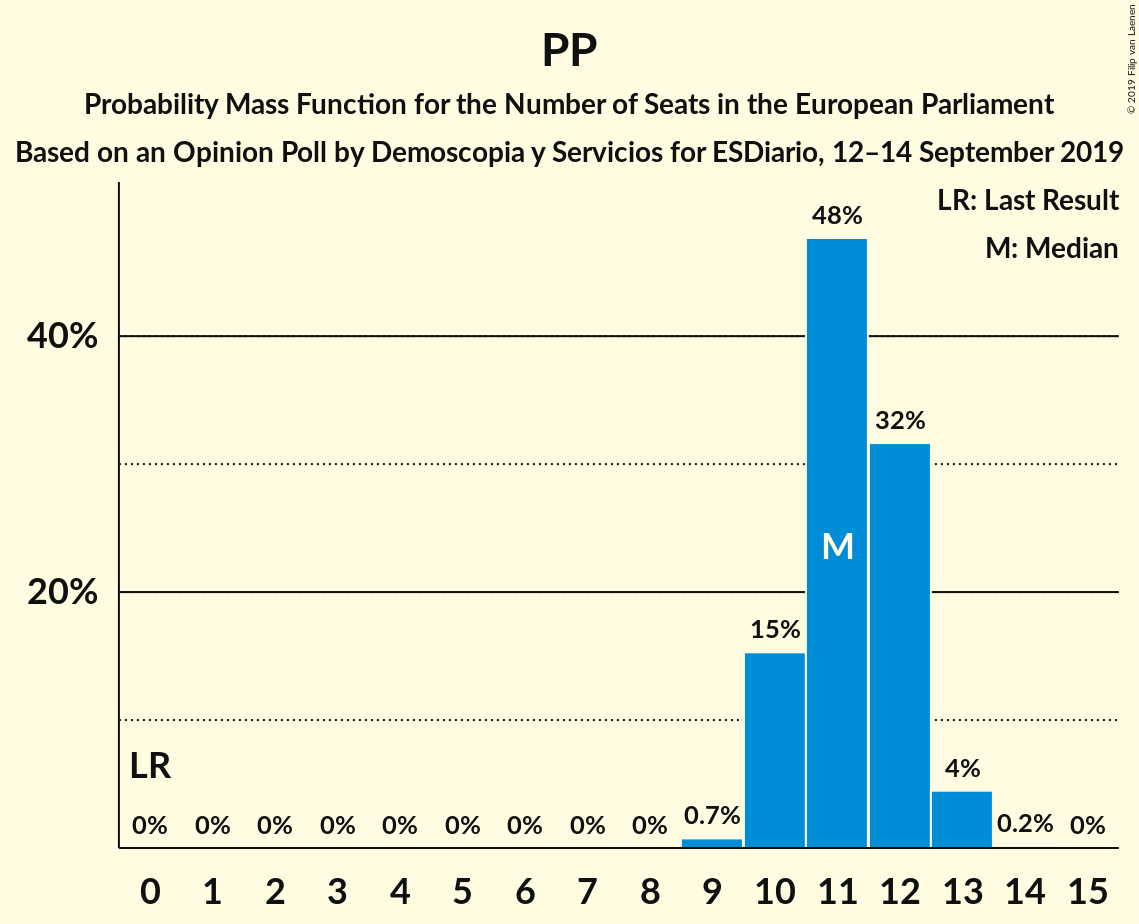 PP
Probability Mass Function for the Number of Seats in the European Parliament
Based on an Opinion Poll by Demoscopia y Servicios for ESDiario, 12–14 September 2019
© 2019 Filip van Laenen
LR: Last Result
M: Median
48%
40%
32%
M
20%
15%
LR
4%
0% 0% 0% 0% 0% 0% 0% 0% 0% 0.7% 0.2% 0%
0 1 2 3 4 5 6 7 8 9 10 11 12 13 14 15